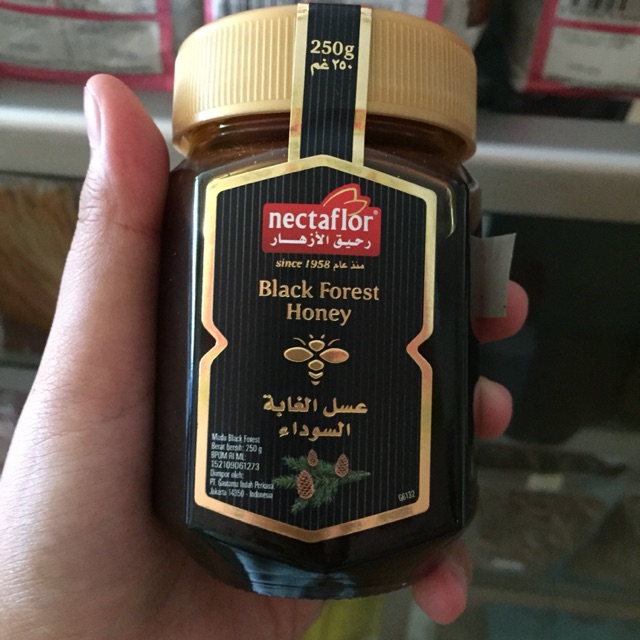 250g
٢٥٠ غم
nectaflor®
رحيق الأزهار
since 1958 منذ عام
Black Forest
Honey
عسل الغابة
السوداء
Madu Black Forest
Berat bersih: 250 g
BPOM RI ML
152109061273
Diimpor oleh:
PT. Gautama Indah Perkasa
Jakarta 14350 - Indonesia
G6132